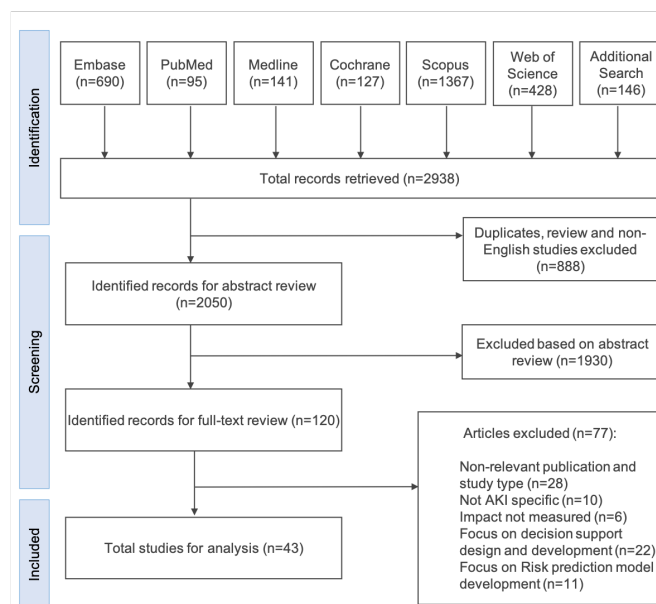 Identification
Embase
(n=690)
PubMed
(n=95)
Medline
(n=141)
Cochrane
(n=127)
Scopus
(n=1367)
Web of
Science
(n=428)
Additional
Search
(n=146)
Total records retrieved (n=2938)
Duplicates, review and non-
English studies excluded
(n=888)
Screening
Identified records for abstract review
(n=2050)
Excluded based on abstract
review (n=1930)
Identified records for full-text review (n=120)
Articles excluded (n=77):
Non-relevant publication and
study type (n=28)
Not AKI specific (n=10)
Impact not measured (n=6)
Focus on decision support
design and development (n=22)
Focus on Risk prediction model
development (n=11)
Included
Total studies for analysis (n=43)